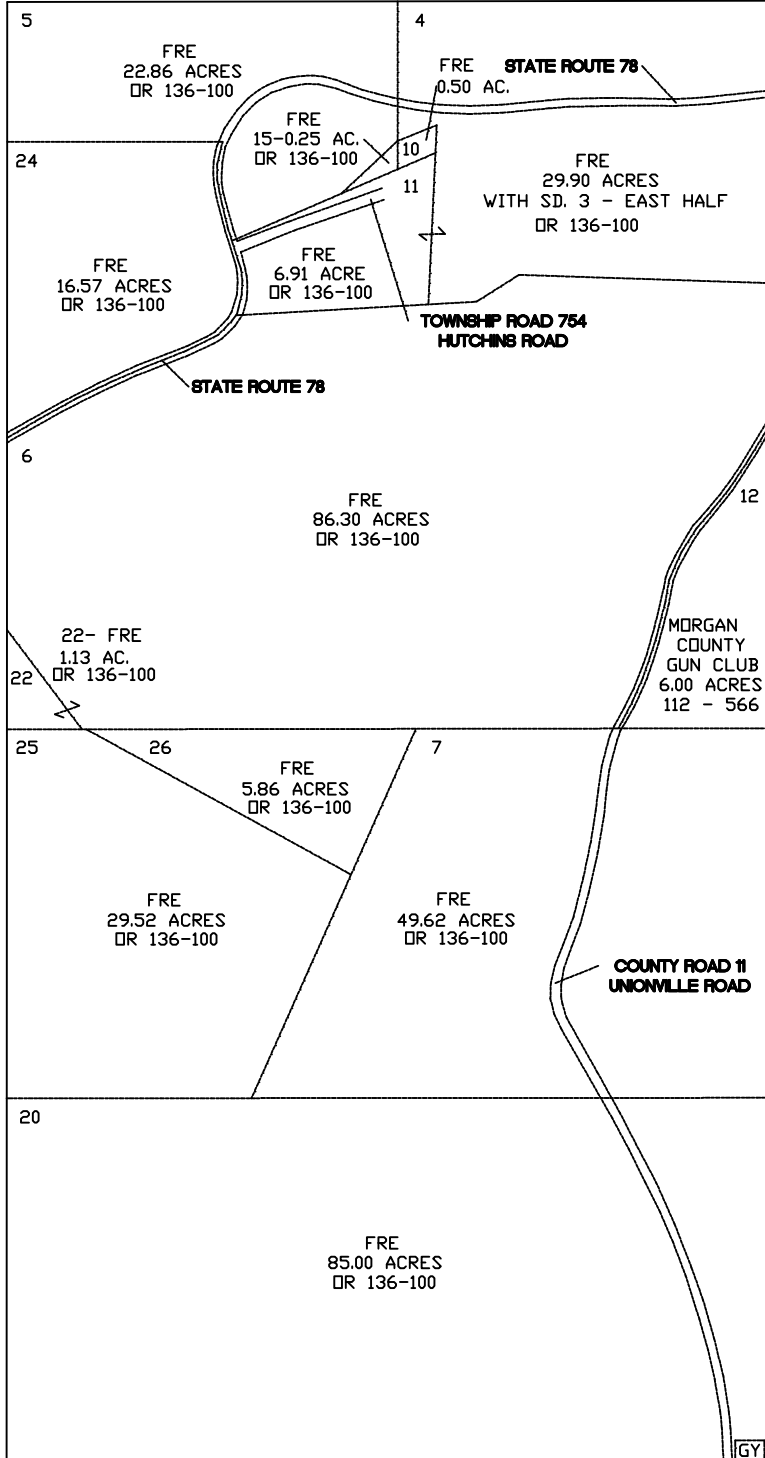 5
4
FRE
22.86 ACRES
OR 136-100
FRE
0.50 AC.
STATE ROUTE 78
FRE
15-0.25 AC.
OR 136-100
10
24
11
FRE
29.90 ACRES
WITH SD. 3 - EAST HALF
OR 136-100
FRE
16.57 ACRES
OR 136-100
FRE
6.91 ACRE
OR 136-100
TOWNSHIP ROAD 754
HUTCHINS ROAD
STATE ROUTE 78
6
12
FRE
86.30 ACRES
OR 136-100
22- FRE
1.13 AC.
OR 136-100
22
MORGAN
COUNTY
GUN CLUB
6.00 ACRES
112 - 566
25
26
7
FRE
5.86 ACRES
OR 136-100
FRE
29.52 ACRES
OR 136-100
FRE
49.62 ACRES
OR 136-100
COUNTY ROAD 11
UNIONVILLE ROAD
20
FRE
85.00 ACRES
OR 136-100
GY